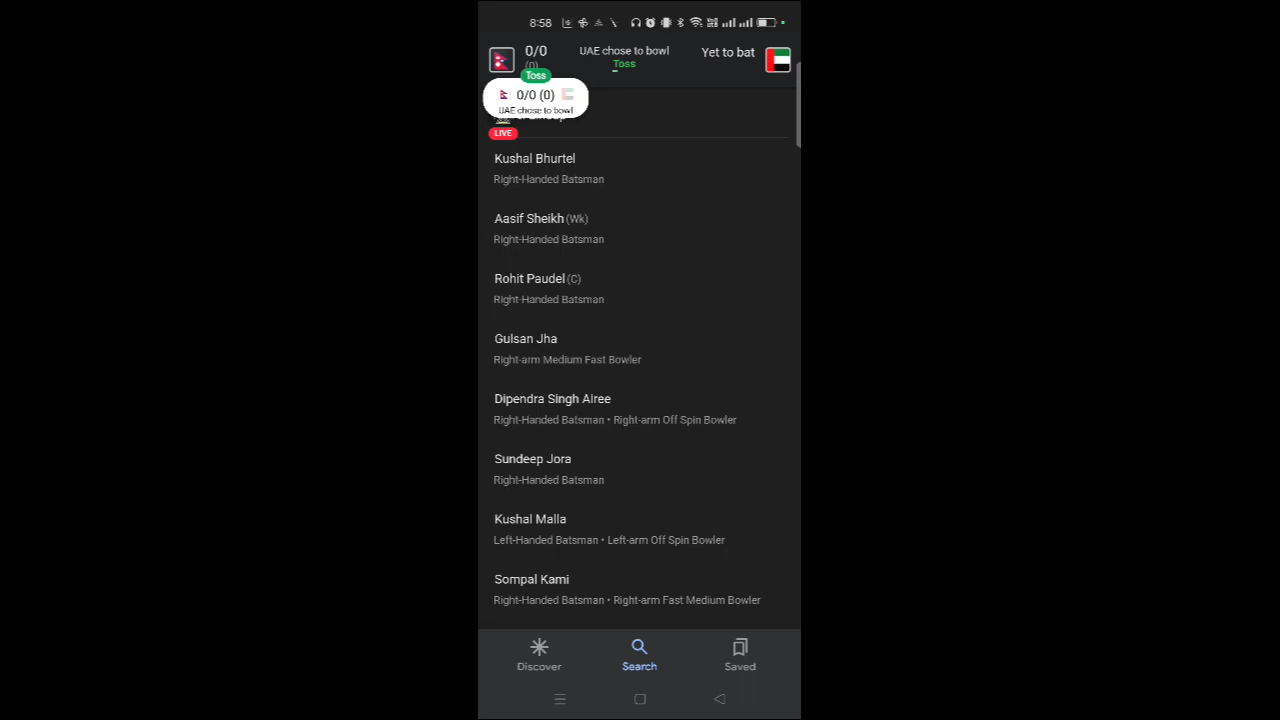 8:58
0/0
UAE chose to bowl
Yet to bat
(0)
Toss
Toss
0/0 (0)
UAE chose to bowl
LIVE
Kushal Bhurtel
Right-Handed Batsman
Aasif Sheikh (Wk)
Right-Handed Batsman
Rohit Paudel (C)
Right-Handed Batsman
Gulsan Jha
Right-arm Medium Fast Bowler
Dipendra Singh Airee
Right-Handed Batsman • Right-arm Off Spin Bowler
Sundeep Jora
Right-Handed Batsman
Kushal Malla
Left-Handed Batsman • Left-arm Off Spin Bowler
Sompal Kami
Right-Handed Batsman • Right-arm Fast Medium Bowler
Discover
Search
Saved